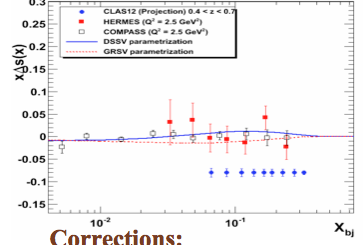 0.3
0.25
0.2
0.15
0.1
0.05
0
-0.05
-0.1
-0.15
xΔs(x)
CLAS12 (Projection) 0.4 < z < 0.7
HERMES (Q² = 2.5 GeV²)
COMPASS (Q² = 2.5 GeV²)
DSSV parametrization
GRSV parametrization
10⁻² 10⁻¹ X_bj
Corrections: